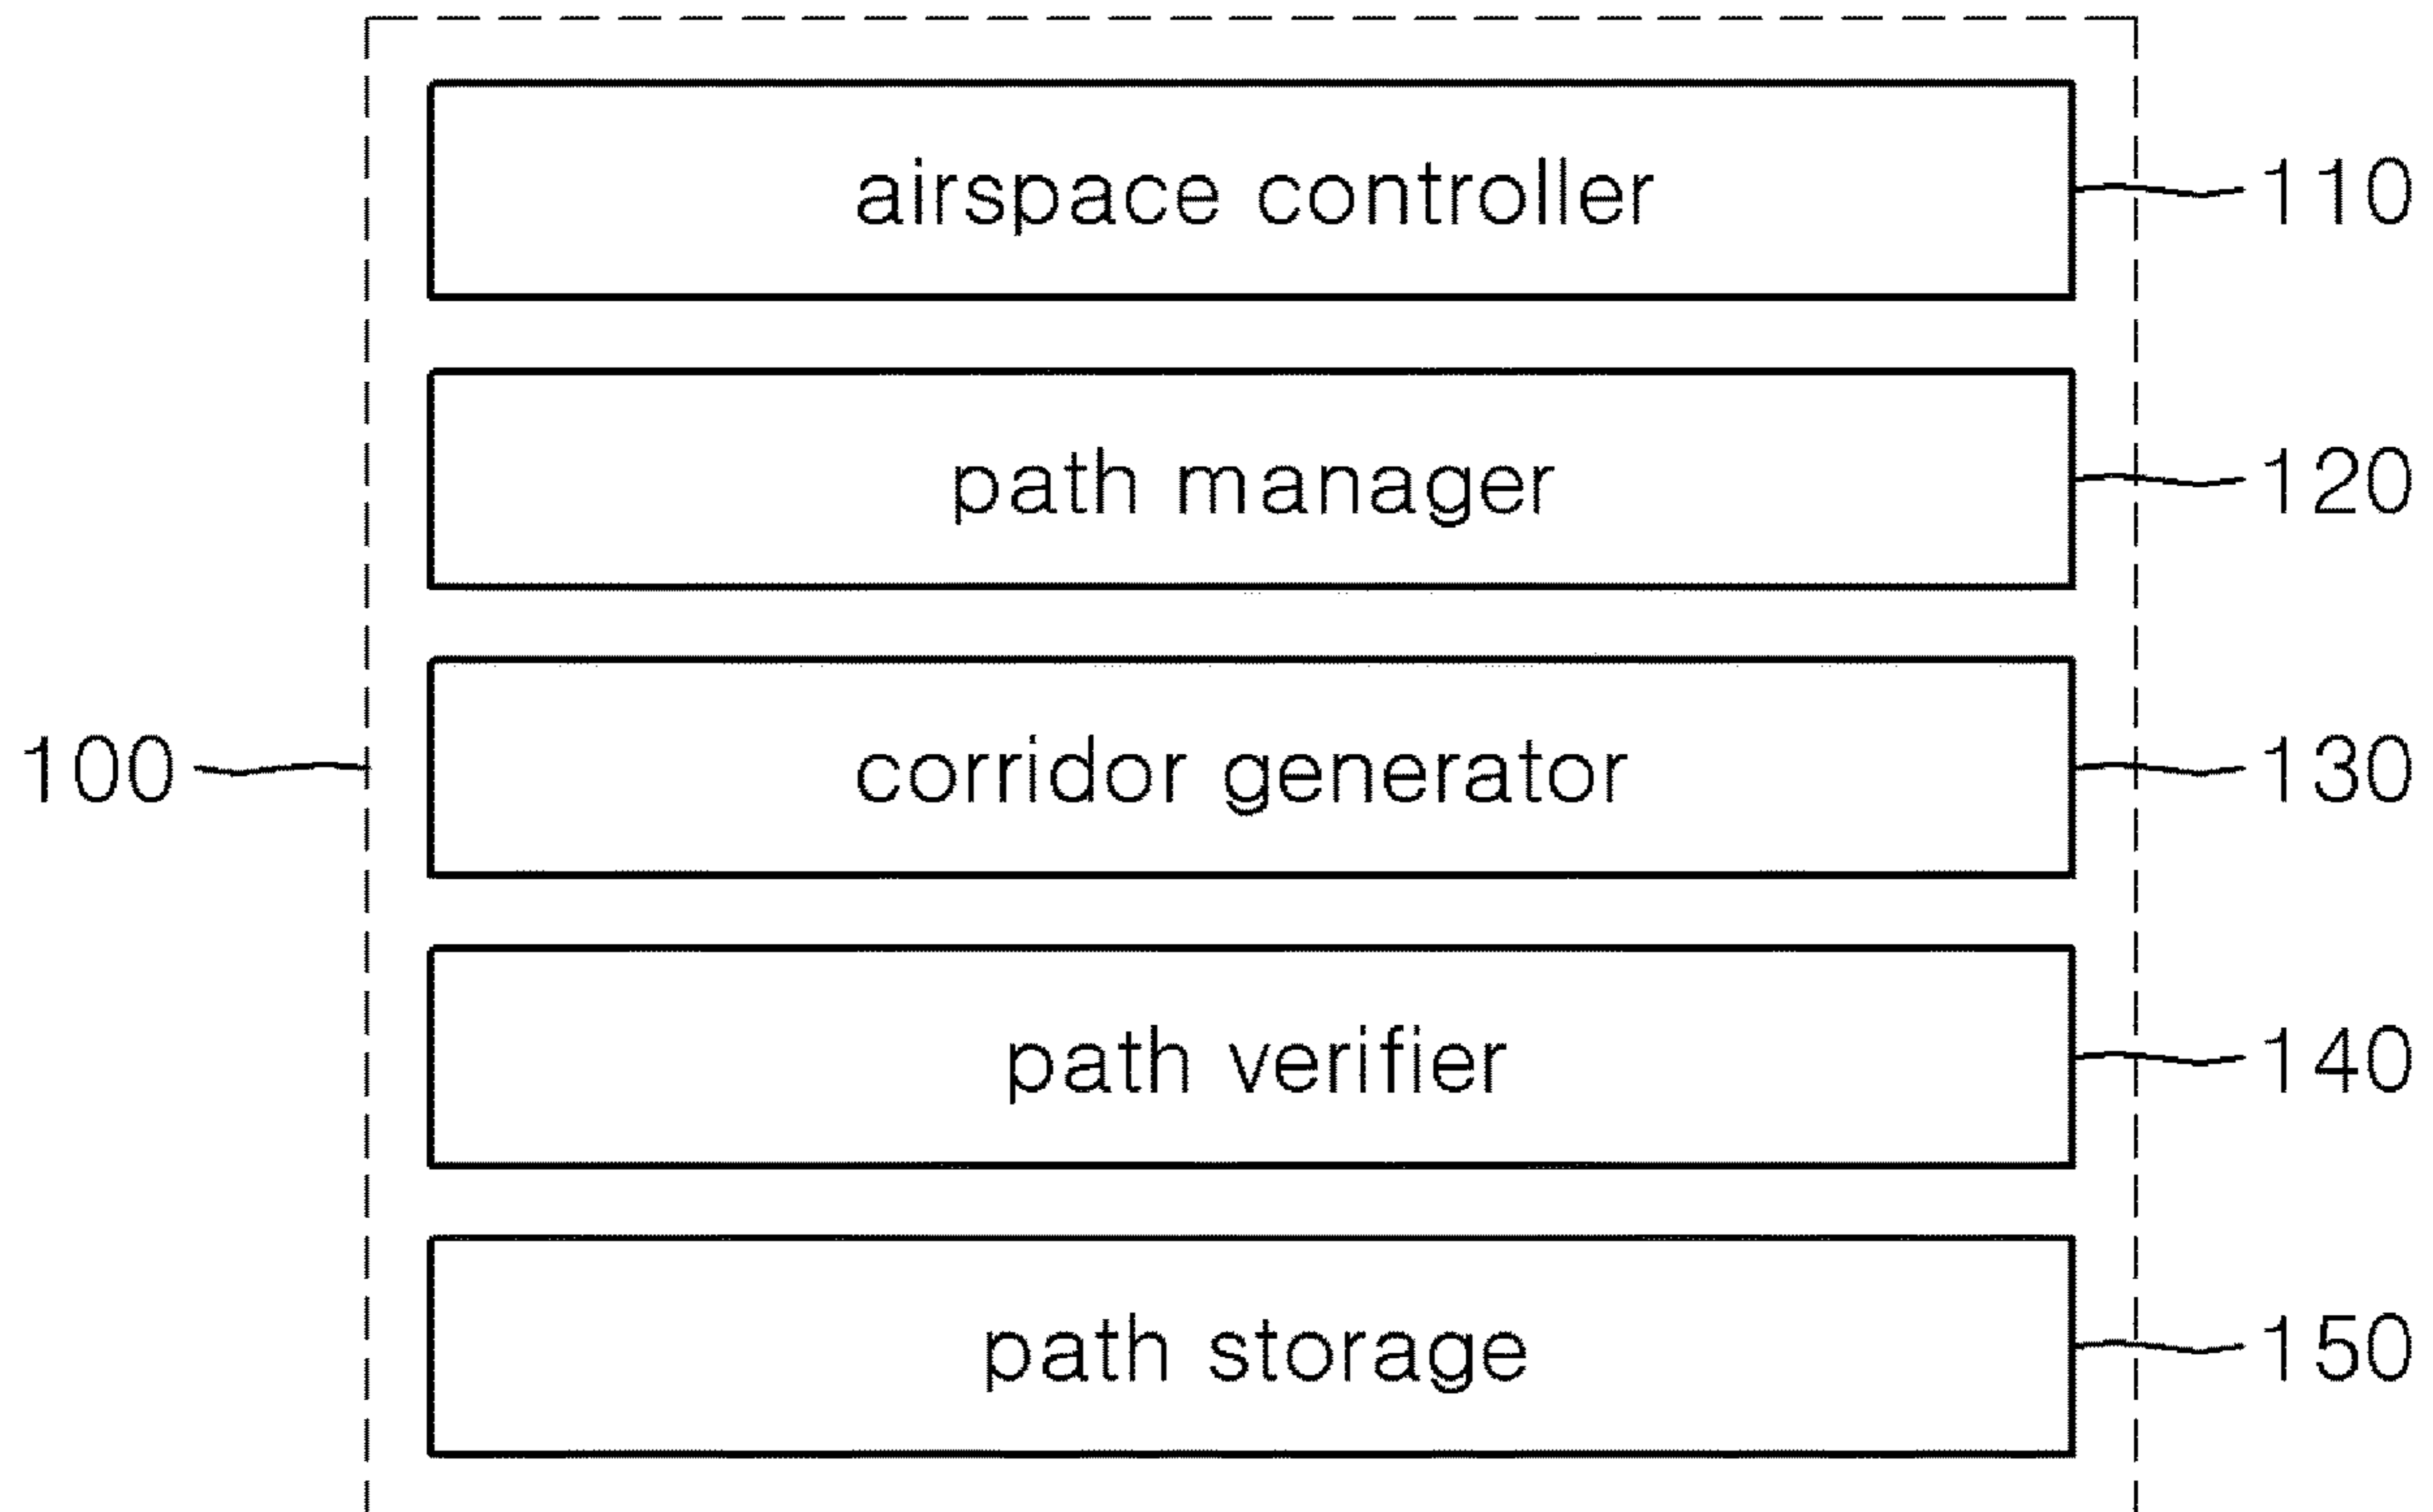 airspace controller 110
path manager 120
100 corridor generator 130
path verifier 140
path storage 150